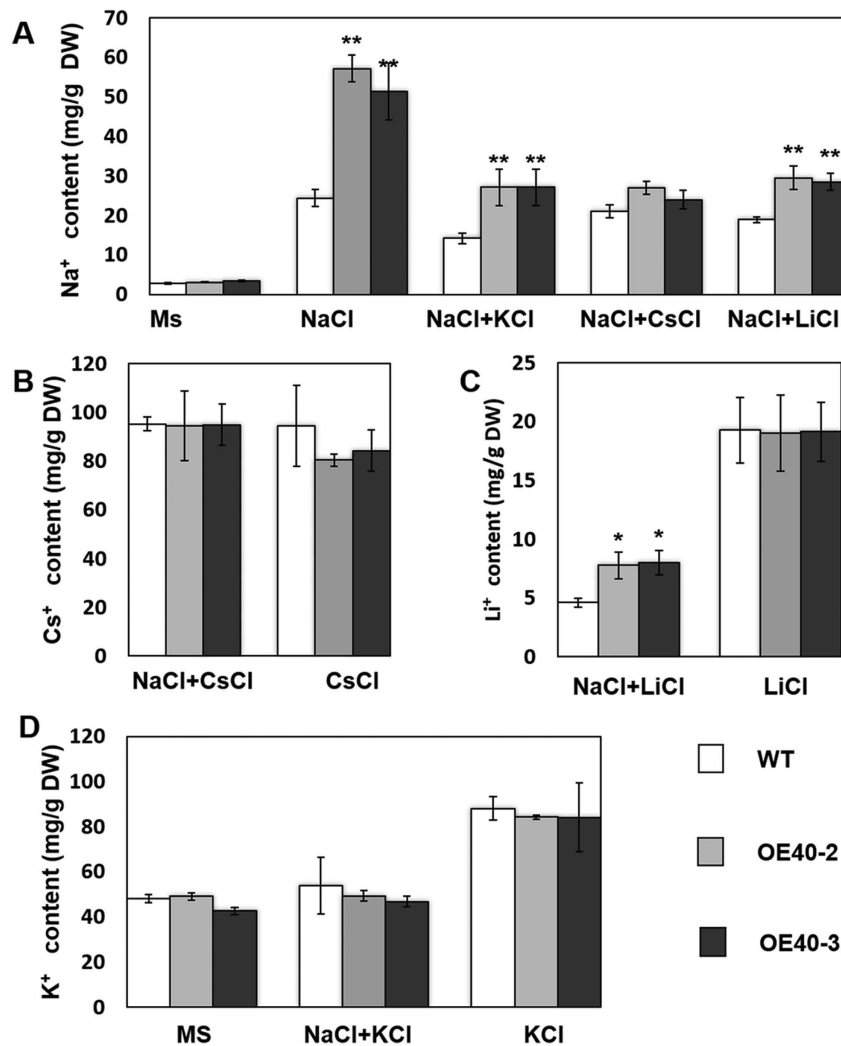 A
Na⁺ content (mg/g DW)
70
60
50
40
30
20
10
0
** ** ** ** ** **
Ms NaCl NaCl+KCl NaCl+CsCl NaCl+LiCl
B
Cs⁺ content (mg/g DW)
120
100
80
60
40
20
0
NaCl+CsCl CsCl
C
Li⁺ content (mg/g DW)
25
20
15
10
5
0
* *
NaCl+LiCl LiCl
D
K⁺ content (mg/g DW)
120
100
80
60
40
20
0
MS NaCl+KCl KCl
WT
OE40-2
OE40-3